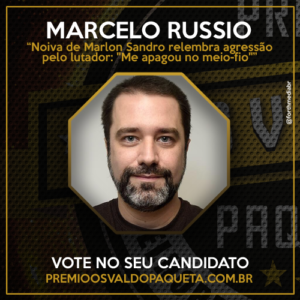 MARCELO RUSSIO
"Noiva de Marlon Sandro relembra agressão
pelo lutador: "Me apagou no meio-fio""
@forthmediabr
VOTE NO SEU CANDIDATO
PREMIOOSVALDOPAQUETA.COM.BR